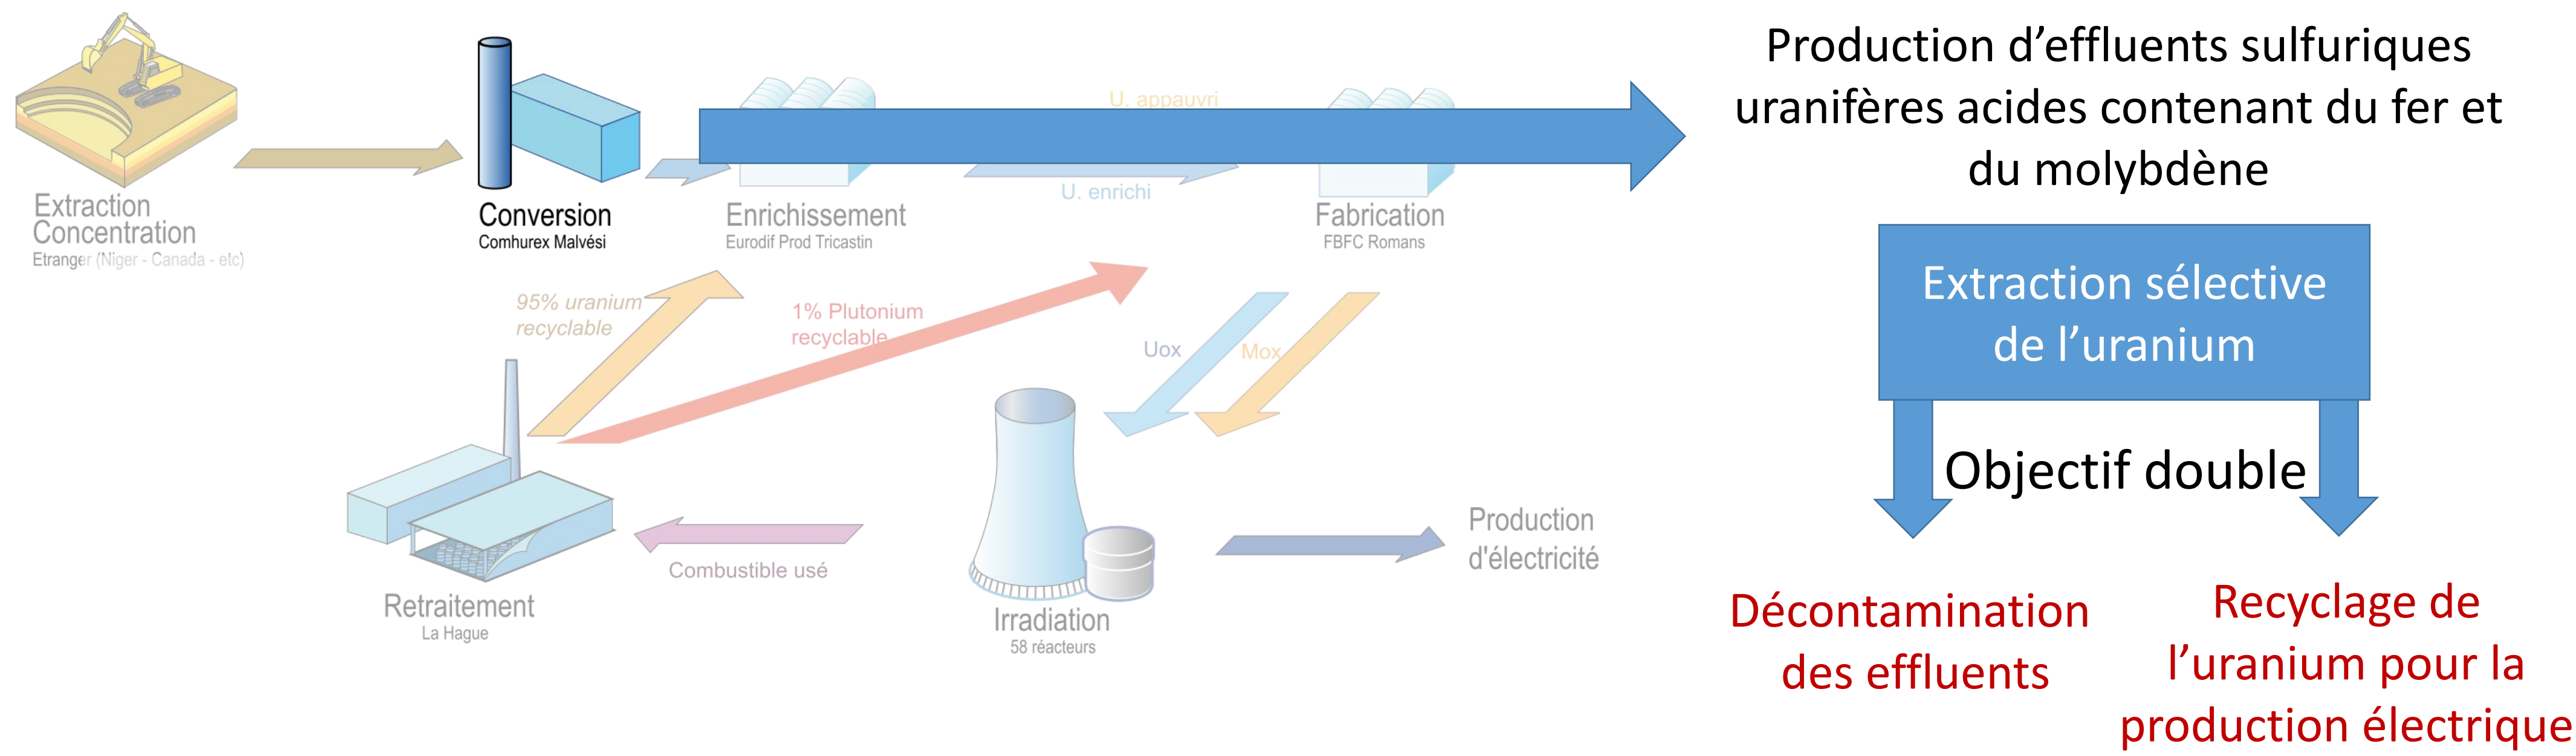 Extraction
Concentration
Etranger (Niger - Canada - etc)
Conversion
Comhurex Malvési
Enrichissement
Eurodif Prod Tricastin
U. appauvri
U. enrichi
Fabrication
FBFC Romans
95% uranium
recyclable
1% Plutonium
recyclable
Uox
Mox
Retraitement
La Hague
Combustible usé
Irradiation
58 réacteurs
Production
d'électricité
Production d’effluents sulfuriques
uranifères acides contenant du fer et
du molybdène
Extraction sélective
de l’uranium
Objectif double
Décontamination
des effluents
Recyclage de
l’uranium pour la
production électrique